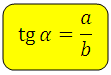 tg α = a/b